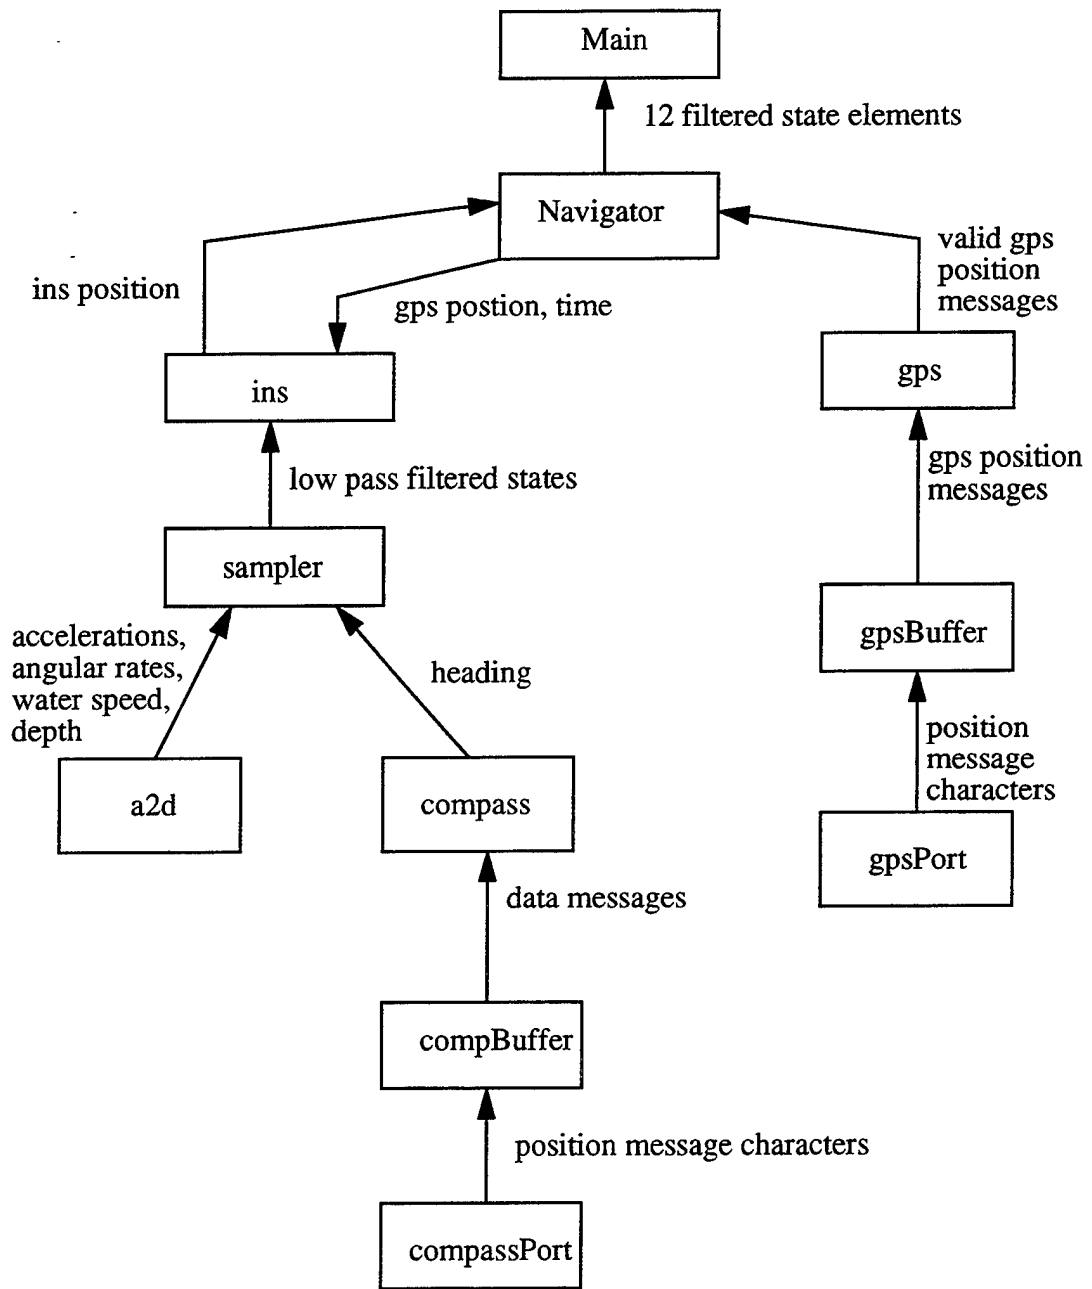 Main
12 filtered state elements
Navigator
valid gps
position
messages
ins position
gps postion, time
gps
ins
gps position
messages
low pass filtered states
sampler
gpsBuffer
accelerations,
angular rates,
water speed,
depth
heading
position
message
characters
a2d
compass
gpsPort
data messages
compBuffer
position message characters
compassPort